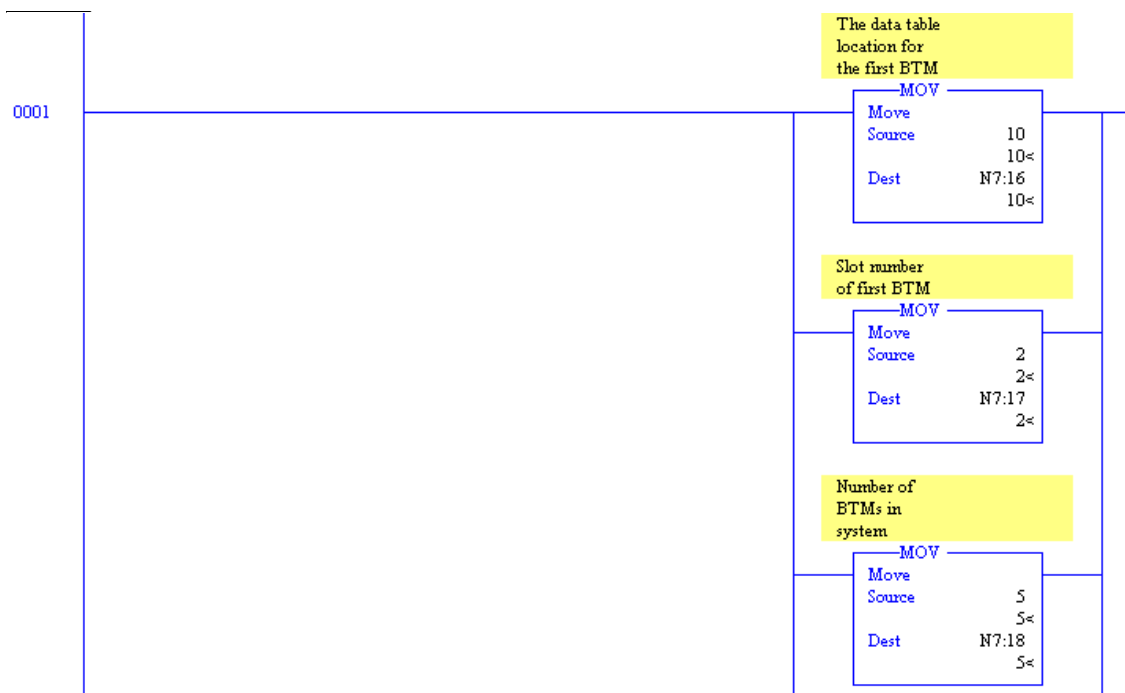 The data table
location for
the first BTM
MOV
0001
Move
Source 10
10<
Dest N7:16
10<
Slot number
of first BTM
MOV
Move
Source 2
2<
Dest N7:17
2<
Number of
BTMs in
system
MOV
Move
Source 5
5<
Dest N7:18
5<